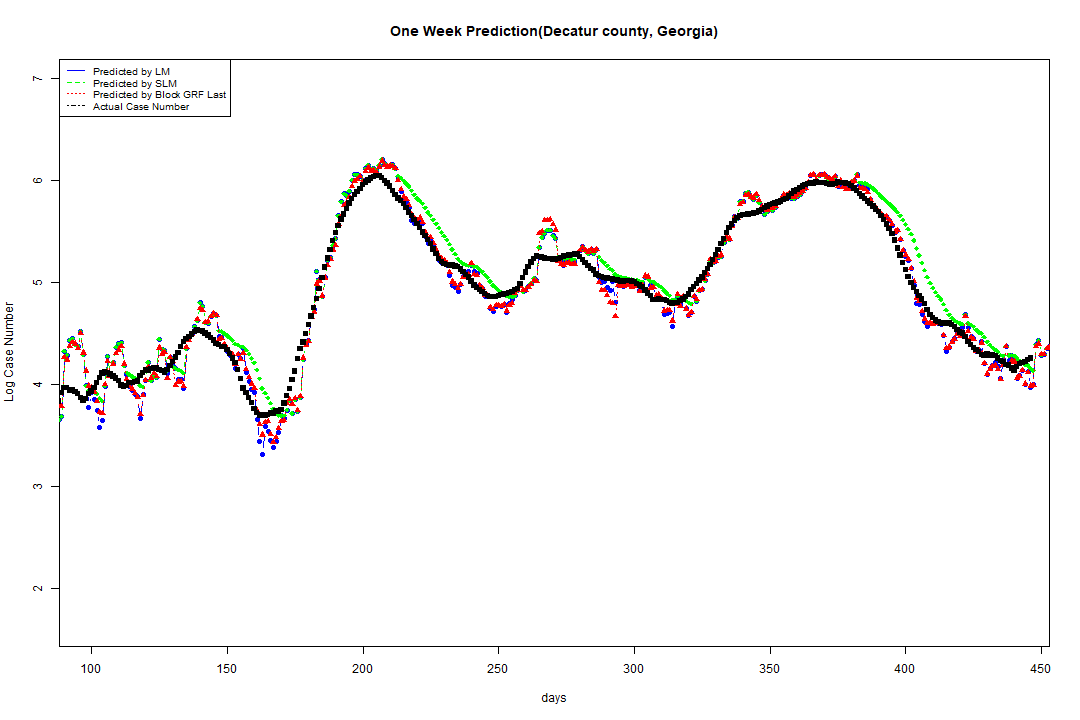 One Week Prediction(Decatur county, Georgia)
Predicted by LM
Predicted by SLM
Predicted by Block GRF Last
Actual Case Number
7
6
5
4
3
2
Log Case Number
100 150 200 250 300 350 400 450
days